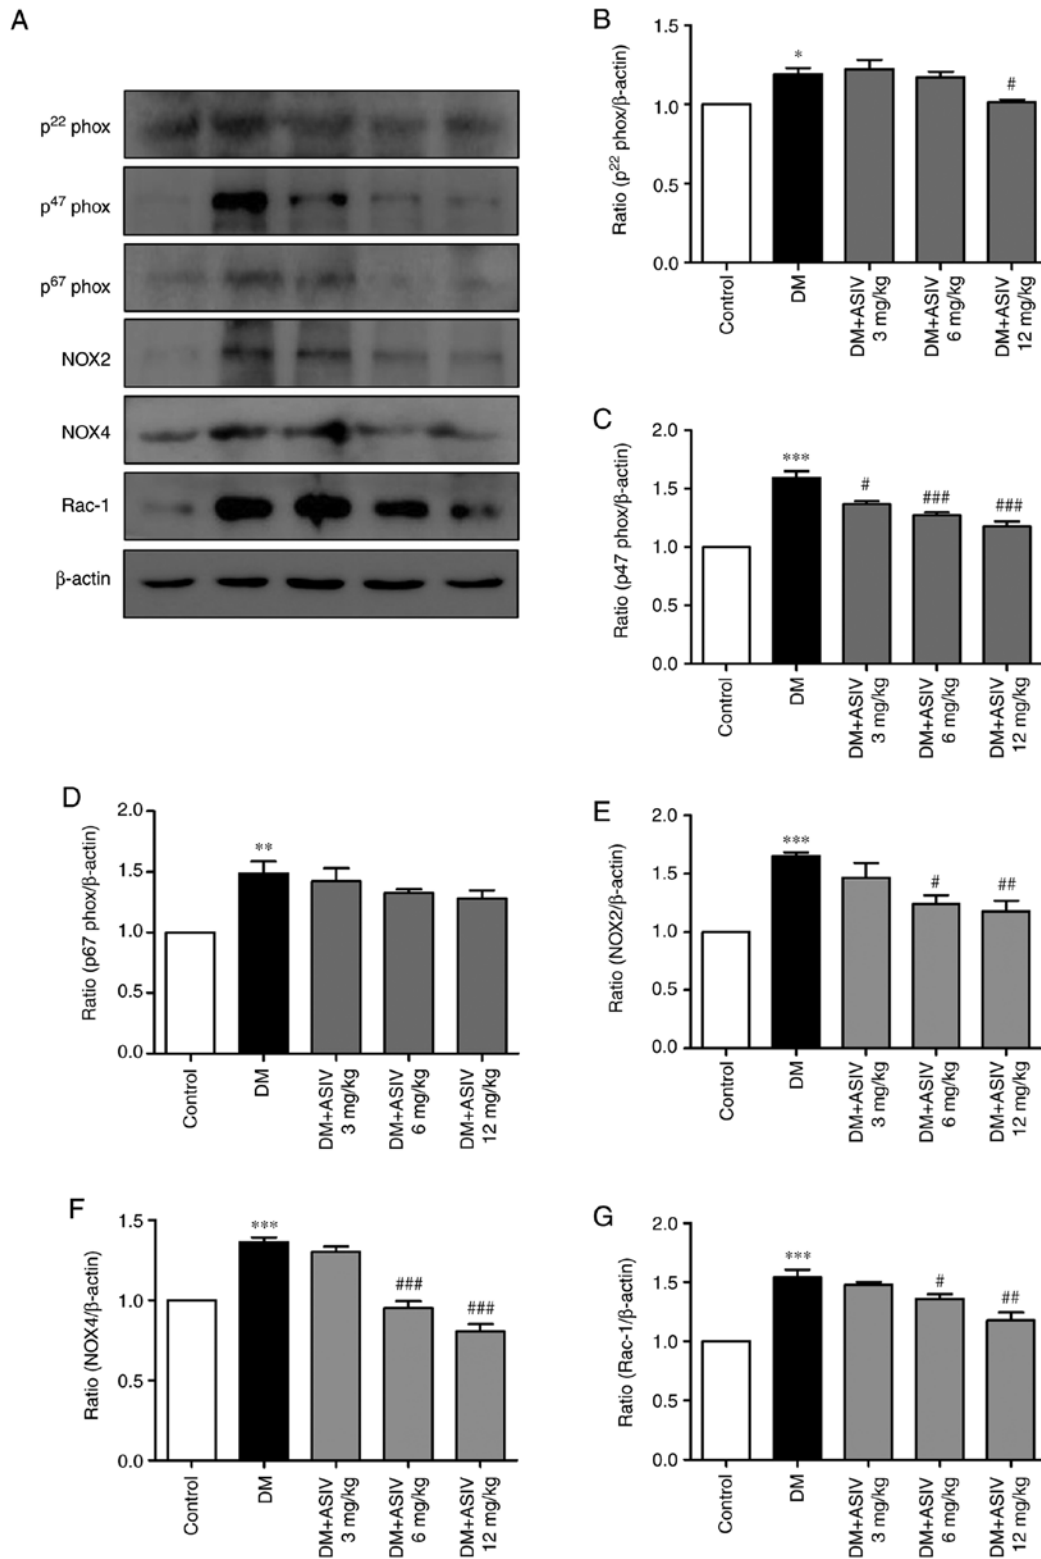 A
p22 phox
p47 phox
p67 phox
NOX2
NOX4
Rac-1
β-actin
B
Ratio (p22 phox/β-actin)
1.5
1.0
0.5
0.0
*
#
Control
DM
DM+ASIV
3 mg/kg
DM+ASIV
6 mg/kg
DM+ASIV
12 mg/kg
C
Ratio (p47 phox/β-actin)
2.0
1.5
1.0
0.5
0.0
***
#
###
###
Control
DM
DM+ASIV
3 mg/kg
DM+ASIV
6 mg/kg
DM+ASIV
12 mg/kg
D
Ratio (p67 phox/β-actin)
2.0
1.5
1.0
0.5
0.0
**
Control
DM
DM+ASIV
3 mg/kg
DM+ASIV
6 mg/kg
DM+ASIV
12 mg/kg
E
Ratio (NOX2/β-actin)
2.0
1.5
1.0
0.5
0.0
***
#
##
Control
DM
DM+ASIV
3 mg/kg
DM+ASIV
6 mg/kg
DM+ASIV
12 mg/kg
F
Ratio (NOX4/β-actin)
1.5
1.0
0.5
0.0
***
###
###
Control
DM
DM+ASIV
3 mg/kg
DM+ASIV
6 mg/kg
DM+ASIV
12 mg/kg
G
Ratio (Rac-1/β-actin)
2.0
1.5
1.0
0.5
0.0
***
#
##
Control
DM
DM+ASIV
3 mg/kg
DM+ASIV
6 mg/kg
DM+ASIV
12 mg/kg